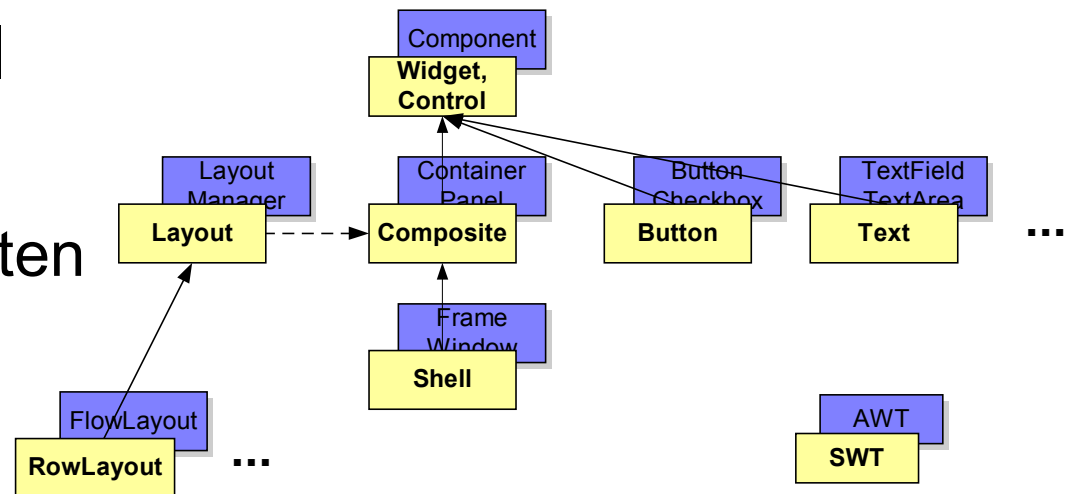 Component
Widget,
Control
Layout
Manager
Layout
Container
Panel
Composite
Button
Checkbox
Button
TextField
TextArea
Text
...
ten
Frame
Window
Shell
FlowLayout
RowLayout
...
AWT
SWT